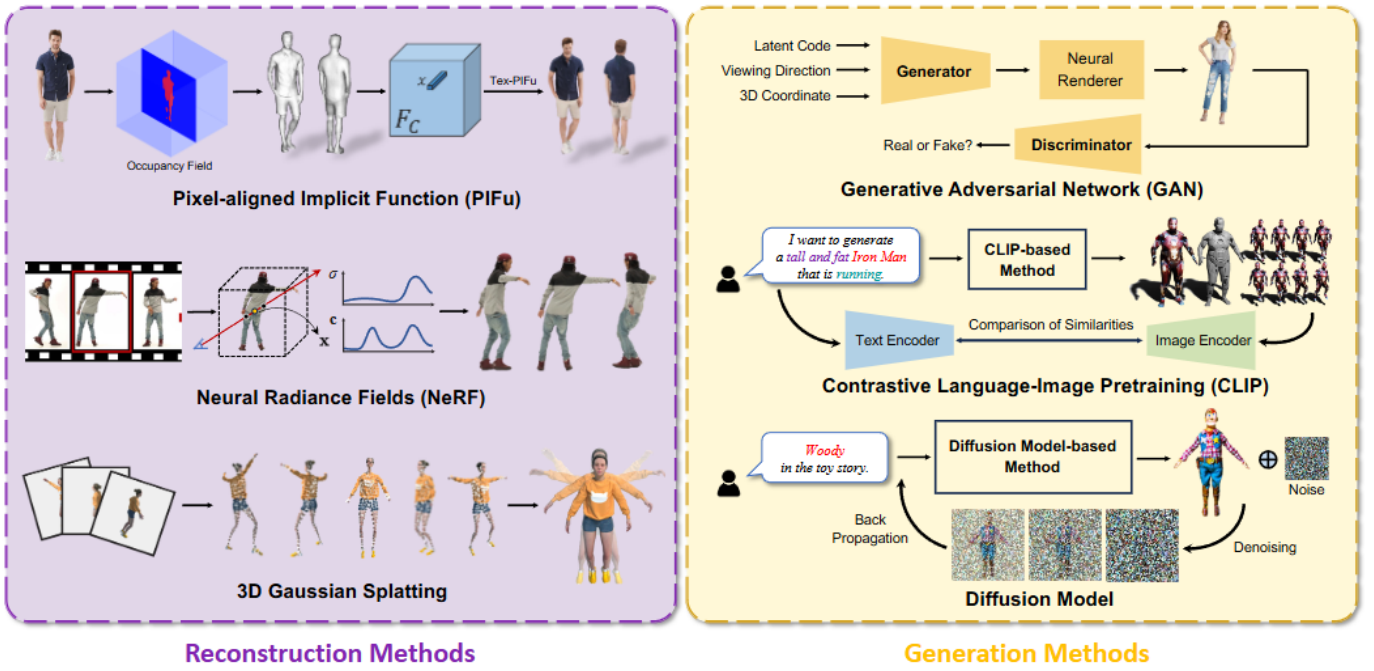 Occupancy Field
x
F_C
Tex-PIFu
Pixel-aligned Implicit Function (PIFu)
σ
c
x
Neural Radiance Fields (NeRF)
3D Gaussian Splatting
Reconstruction Methods
Latent Code
Viewing Direction
3D Coordinate
Generator
Neural
Renderer
Real or Fake?
Discriminator
Generative Adversarial Network (GAN)
I want to generate
a tall and fat Iron Man
that is running.
CLIP-based
Method
Text Encoder
Comparison of Similarities
Image Encoder
Contrastive Language-Image Pretraining (CLIP)
Woody
in the toy story.
Diffusion Model-based
Method
Noise
Back
Propagation
Denoising
Diffusion Model
Generation Methods